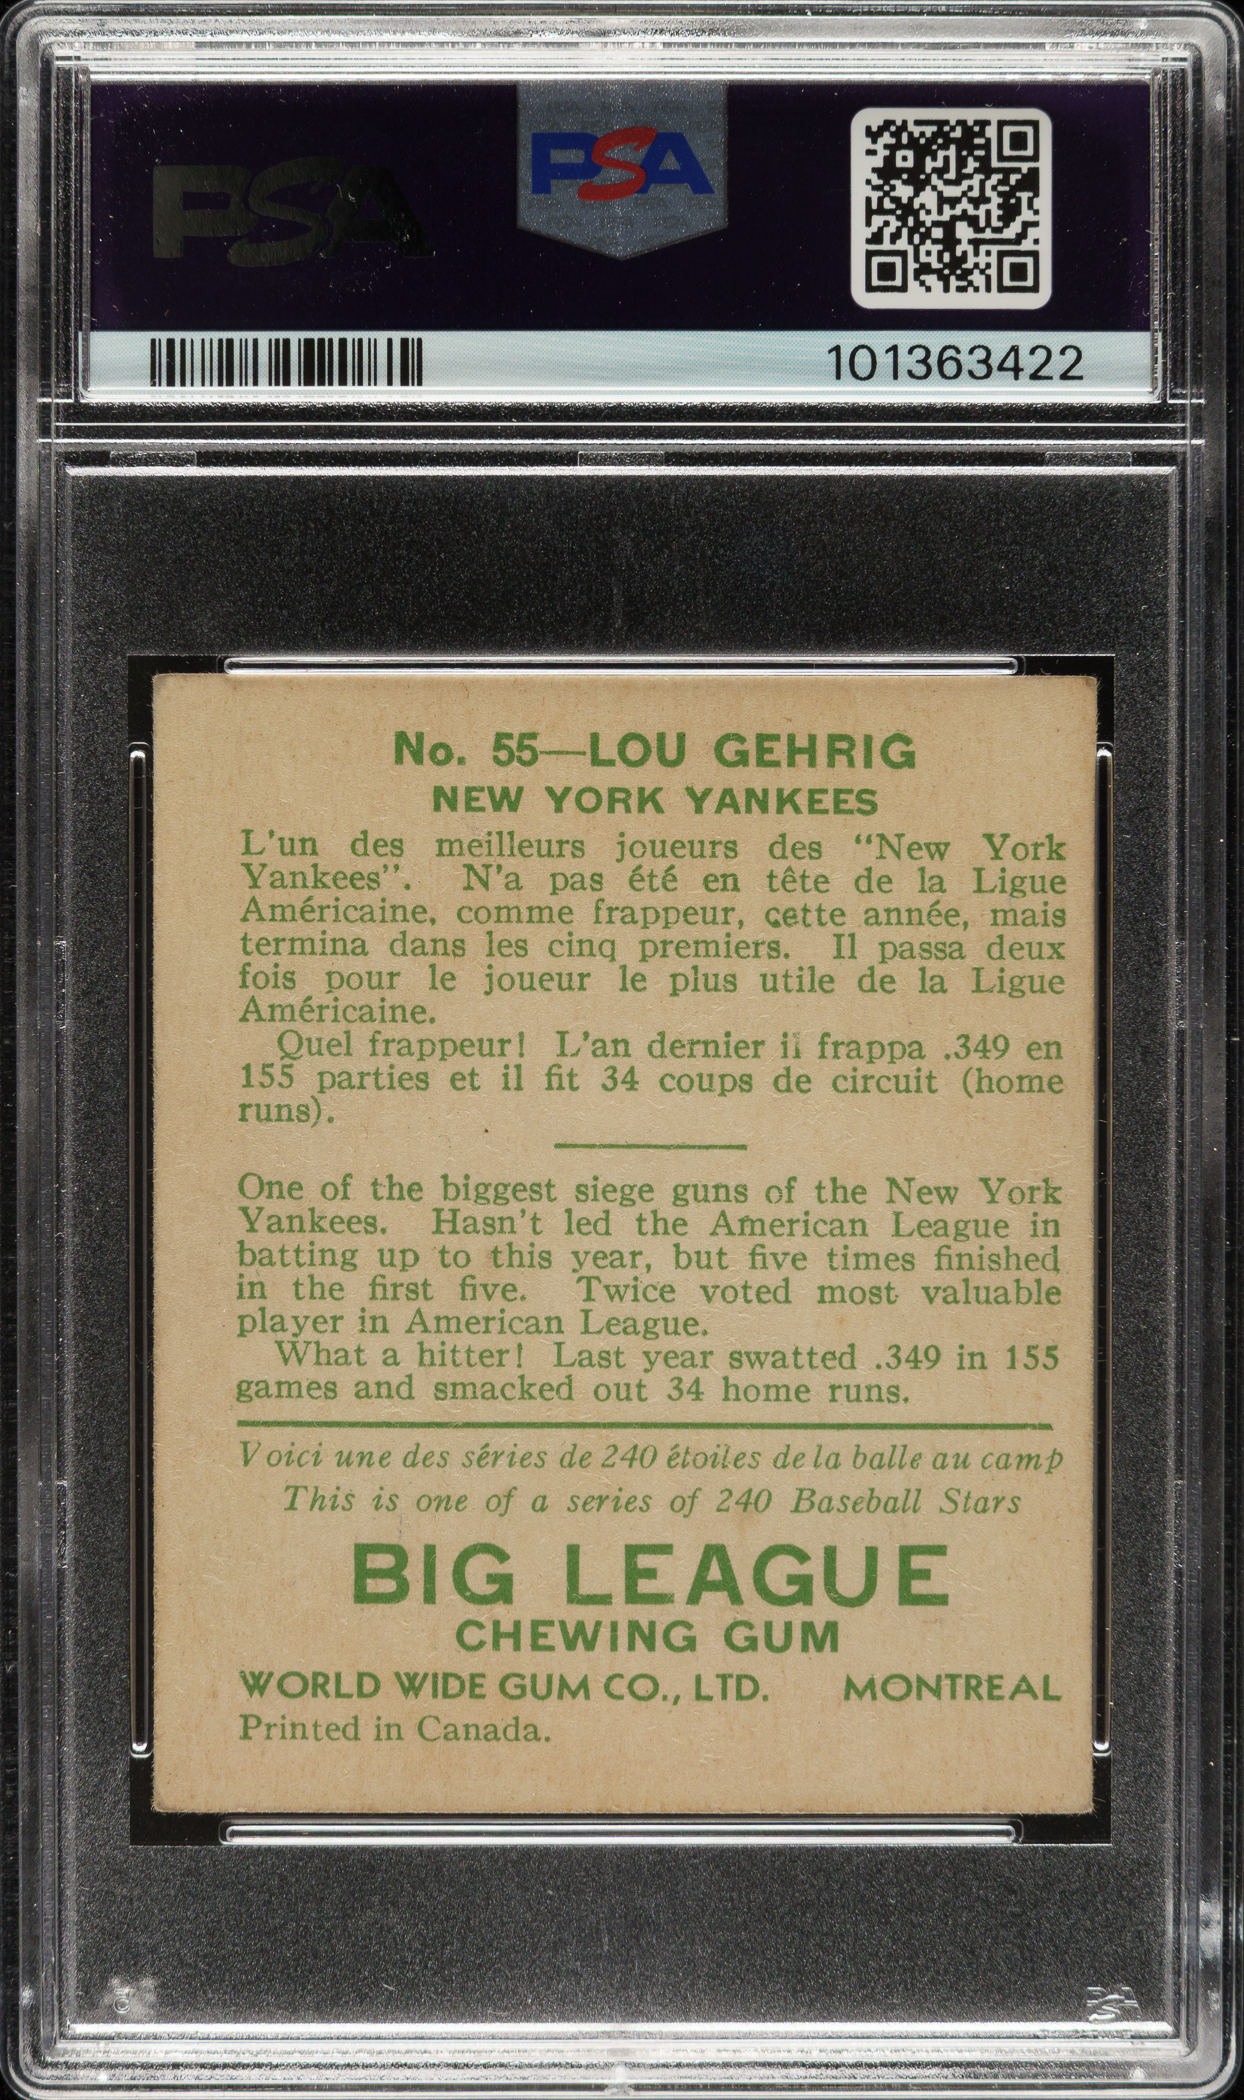 PSA
PSA
101363422
No. 55—LOU GEHRIG
NEW YORK YANKEES
L'un des meilleurs joueurs des "New York
Yankees". N'a pas été en tête de la Ligue
Américaine, comme frappeur, cette année, mais
termina dans les cinq premiers. Il passa deux
fois pour le joueur le plus utile de la Ligue
Américaine.
Quel frappeur! L'an dernier il frappa .349 en
155 parties et il fit 34 coups de circuit (home
runs).
One of the biggest siege guns of the New York
Yankees. Hasn't led the American League in
batting up to this year, but five times finished
in the first five. Twice voted most valuable
player in American League.
What a hitter! Last year swatted .349 in 155
games and smacked out 34 home runs.
Voici une des séries de 240 étoiles de la balle au camp
This is one of a series of 240 Baseball Stars
BIG LEAGUE
CHEWING GUM
WORLD WIDE GUM CO., LTD. MONTREAL
Printed in Canada.
PSA